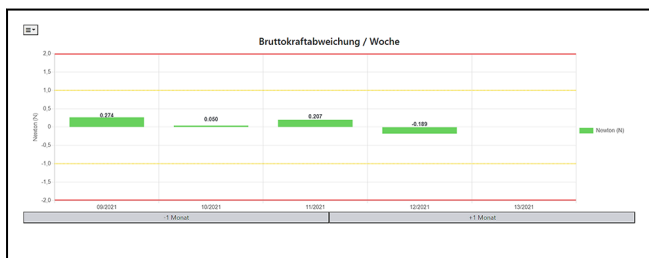 Bruttokraftabweichung / Woche
2,0
1,5
1,0
0,5
0
-0,5
-1,0
-1,5
-2,0
Newton (N)
0.274
0.050
0.207
-0.189
Newton (N)
09/2021 10/2021 11/2021 12/2021 13/2021
-1 Monat +1 Monat